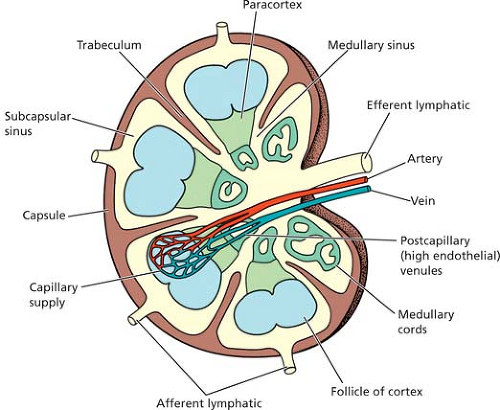 Paracortex
Trabeculum
Medullary sinus
Subcapsular
sinus
Efferent lymphatic
Artery
Vein
Capsule
Postcapillary
(high endothelial)
venules
Capillary
supply
Medullary
cords
Follicle of cortex
Afferent lymphatic